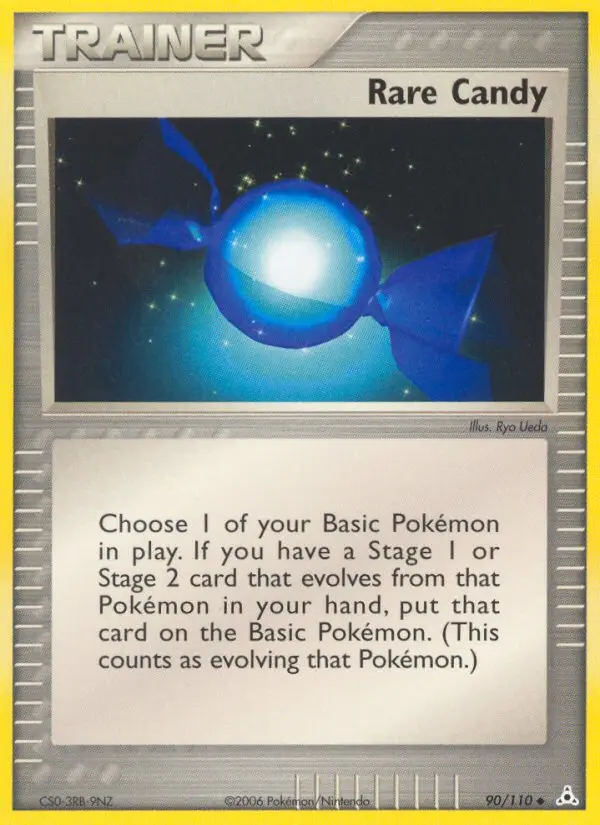 TRAINER
Rare Candy
Illus. Ryo Ueda
Choose 1 of your Basic Pokémon
in play. If you have a Stage 1 or
Stage 2 card that evolves from that
Pokémon in your hand, put that
card on the Basic Pokémon. (This
counts as evolving that Pokémon.)
CS0-3RB-9NZ
©2006 Pokémon/Nintendo
90/110 ◆